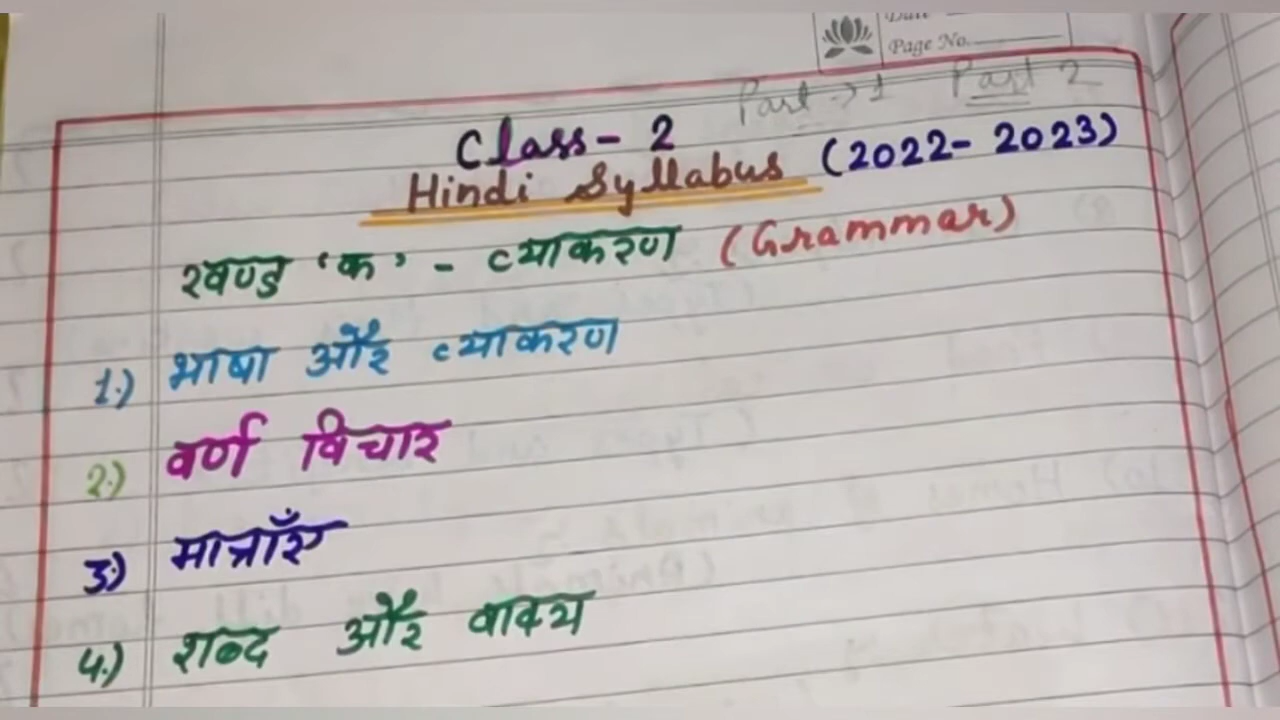 Page No.
Part → 1 Part 2
Class - 2
Hindi Syllabus (2022- 2023)
खण्ड 'क' - व्याकरण (Grammar)
1.) भाषा और व्याकरण
2.) वर्ण विचार
3.) मात्राएँ
4.) शब्द और वाक्य